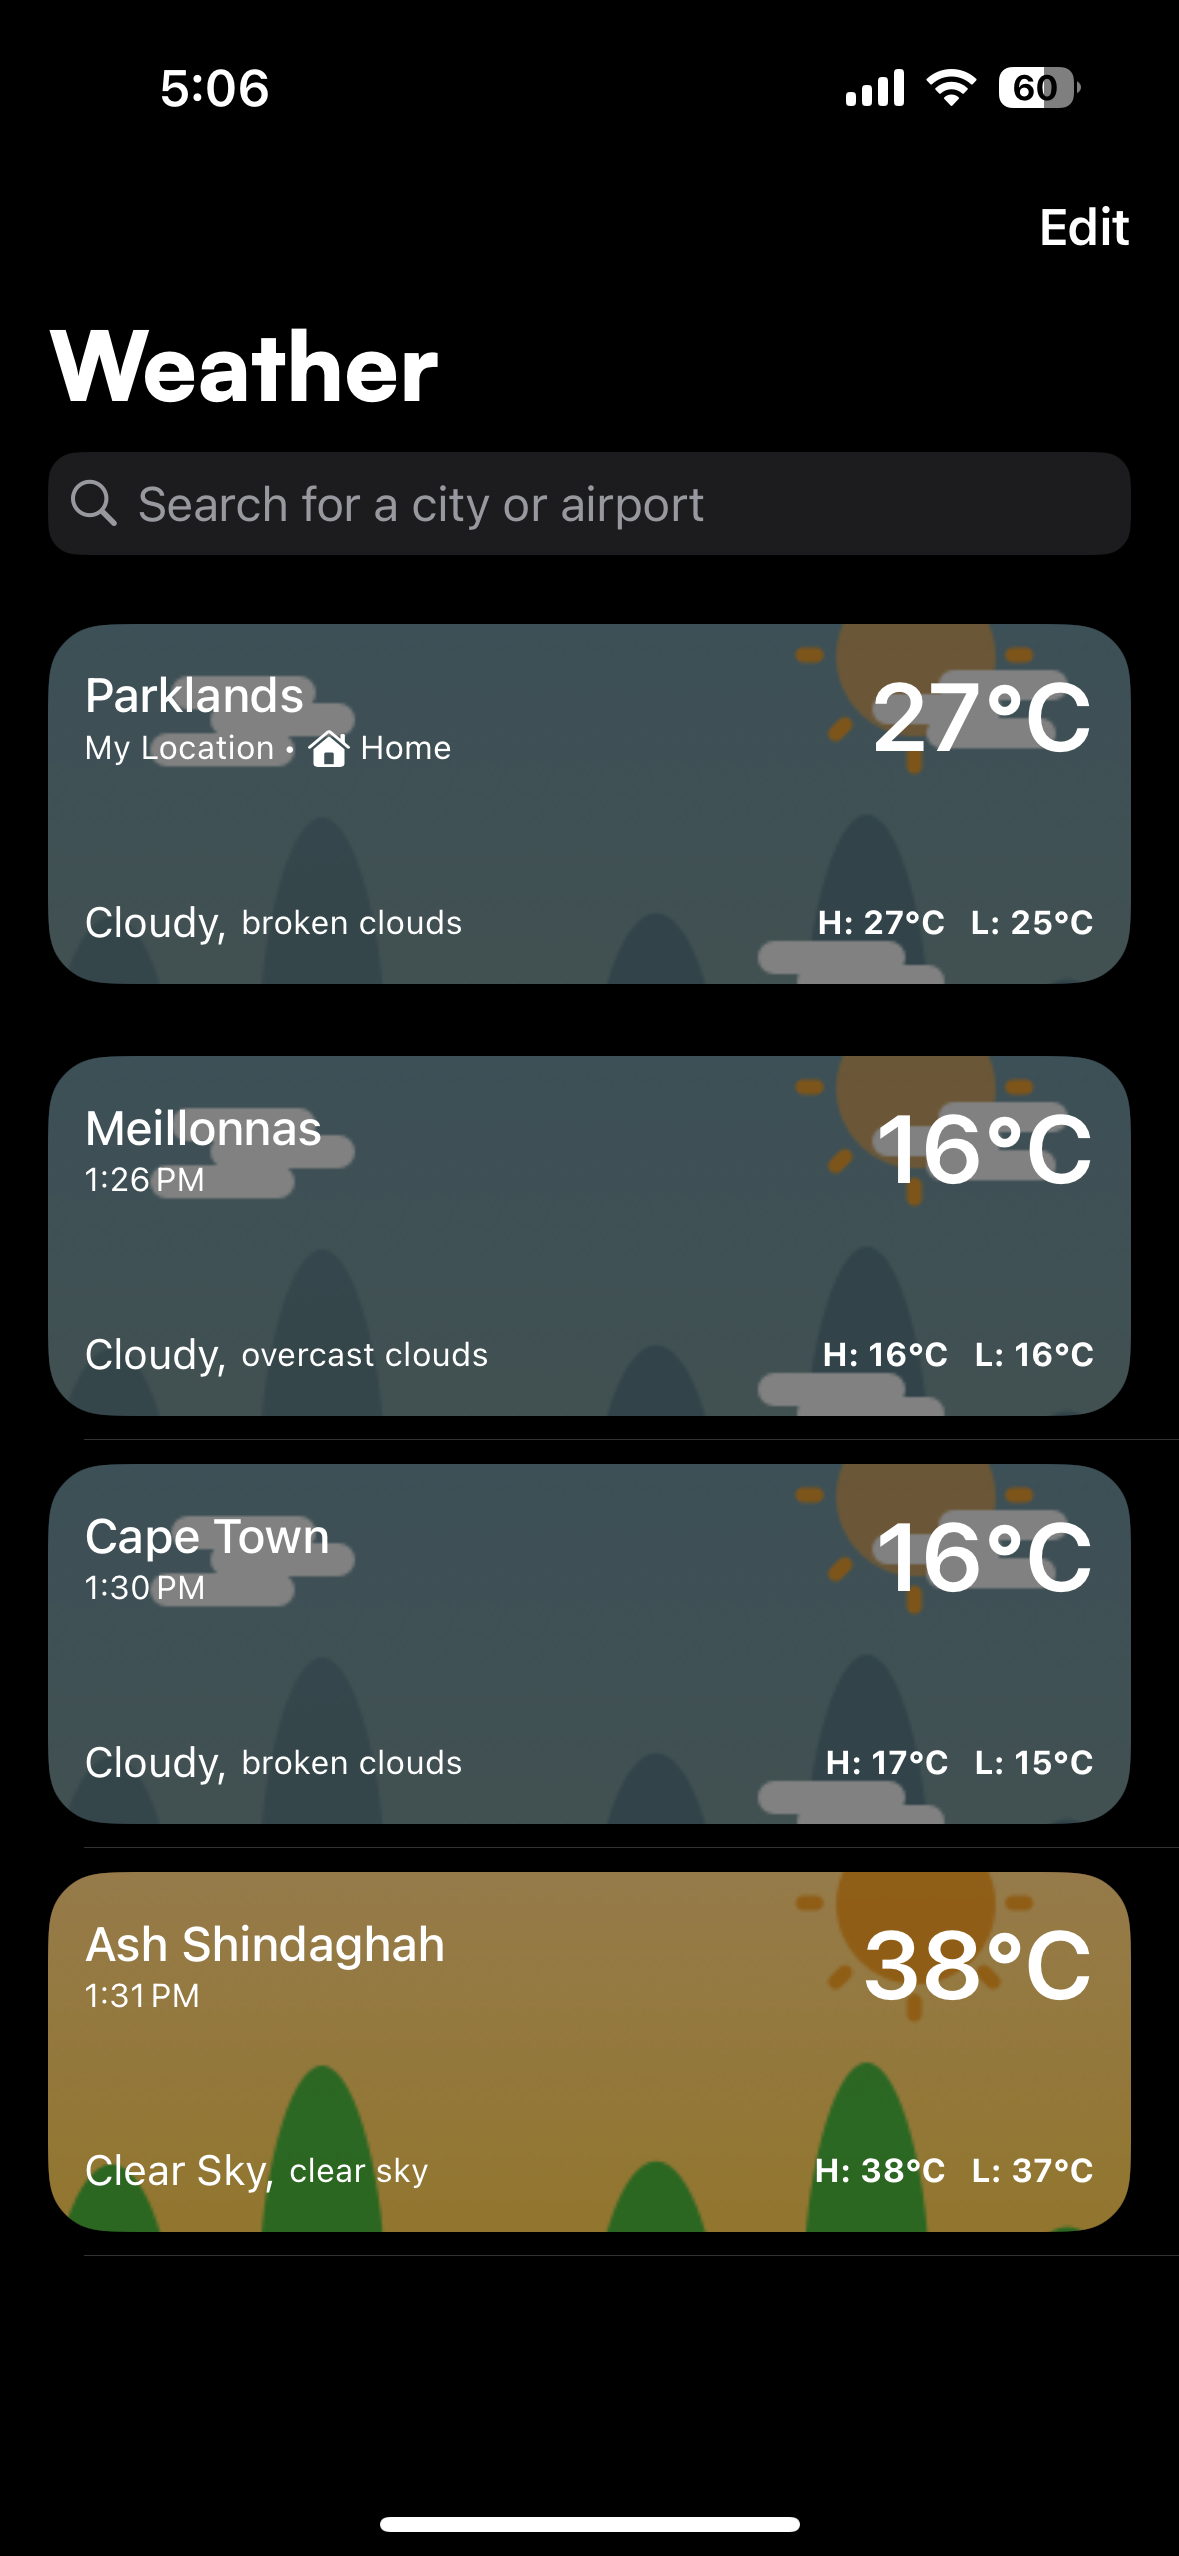 5:06
60
Edit
Weather
Search for a city or airport
Parklands
27°C
My Location • Home
Cloudy, broken clouds
H: 27°C L: 25°C
Meillonnas
16°C
1:26 PM
Cloudy, overcast clouds
H: 16°C L: 16°C
Cape Town
16°C
1:30 PM
Cloudy, broken clouds
H: 17°C L: 15°C
Ash Shindaghah
38°C
1:31 PM
Clear Sky, clear sky
H: 38°C L: 37°C